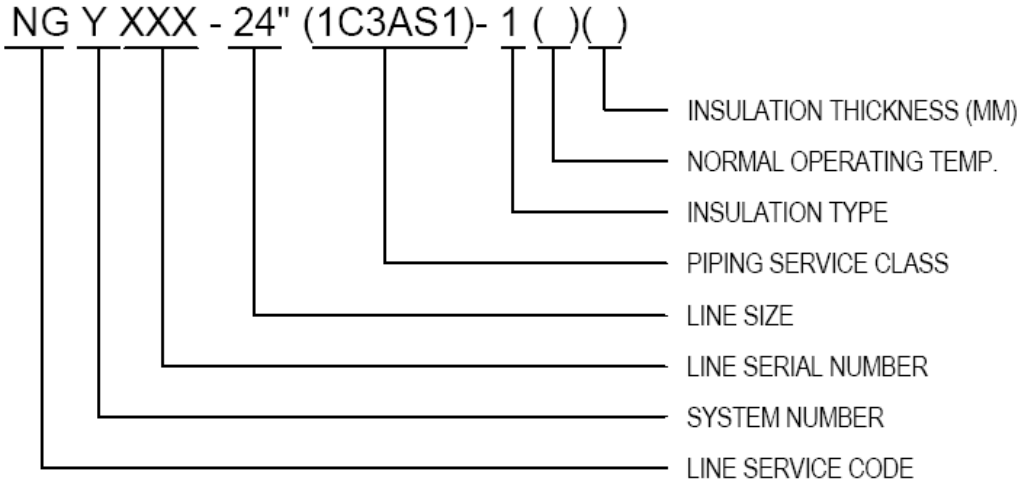 NG Y XXX - 24" (1C3AS1)- 1 ( )( )
INSULATION THICKNESS (MM)
NORMAL OPERATING TEMP.
INSULATION TYPE
PIPING SERVICE CLASS
LINE SIZE
LINE SERIAL NUMBER
SYSTEM NUMBER
LINE SERVICE CODE